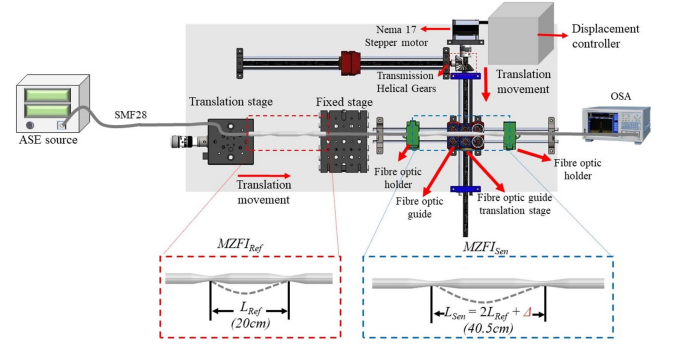 Nema 17
Stepper motor
Displacement
controller
Transmission
Helical Gears
Translation
movement
SMF28
Translation stage
Fixed stage
OSA
ASE source
Translation
movement
Fibre optic
holder
Fibre optic
guide
Fibre optic guide
translation stage
Fibre optic
holder
MZFI_Ref
L_Ref
(20cm)
MZFI_Sen
L_Sen = 2L_Ref + Δ
(40.5cm)